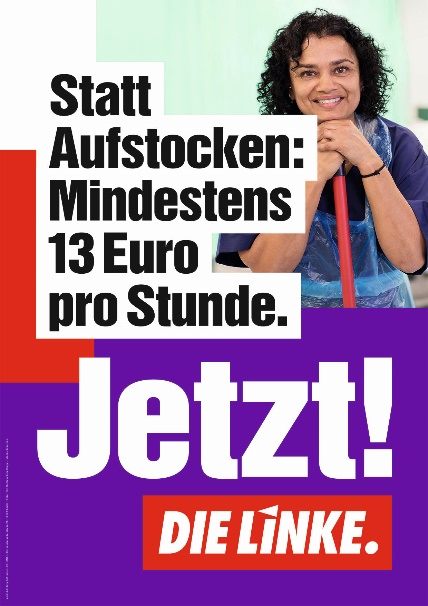 Statt
Aufstocken:
Mindestens
13 Euro
pro Stunde.
Jetzt!
DIE LINKE.